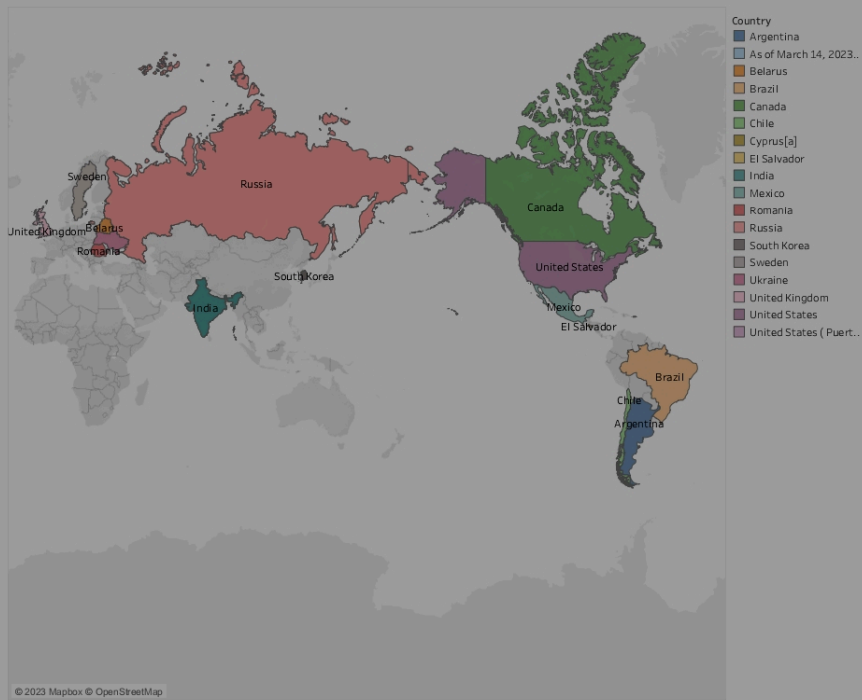 Country
Argentina
As of March 14, 2023..
Belarus
Brazil
Canada
Chile
Cyprus[a]
El Salvador
India
Mexico
Romania
Russia
South Korea
Sweden
Ukraine
United Kingdom
United States
United States ( Puert..
Sweden
Russia
United Kingdom
Belarus
Romania
South Korea
India
Canada
United States
Mexico
El Salvador
Brazil
Chile
Argentina
© 2023 Mapbox © OpenStreetMap